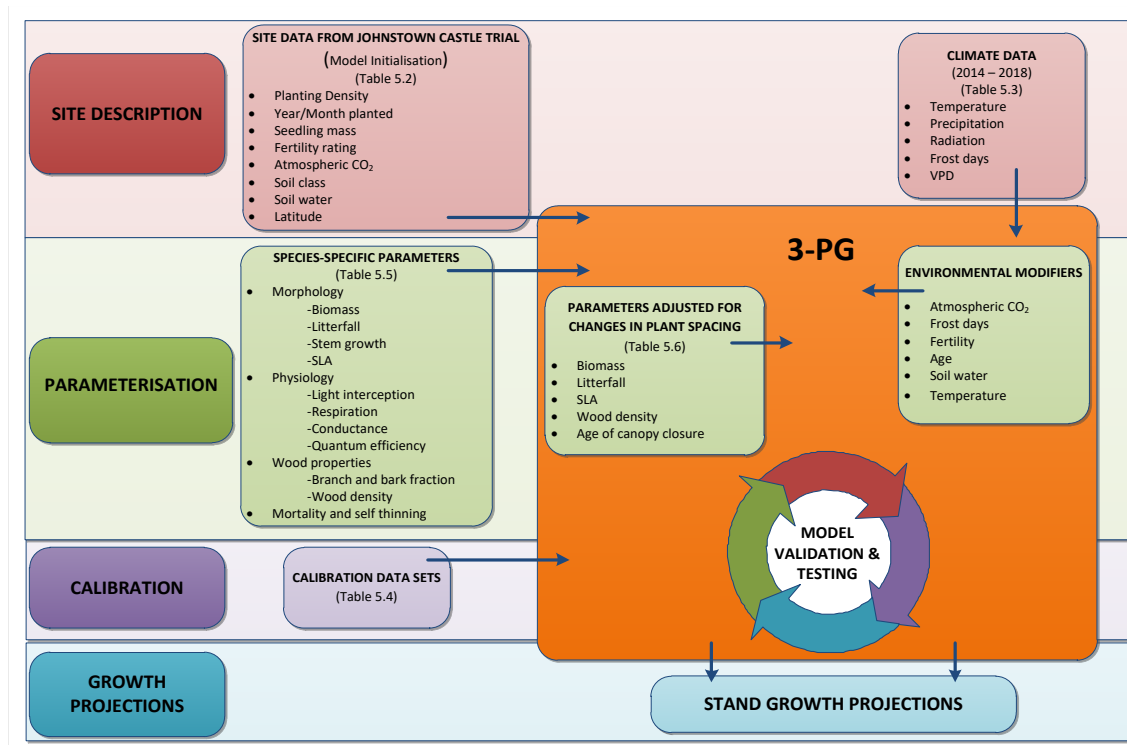 SITE DESCRIPTION
SITE DATA FROM JOHNSTOWN CASTLE TRIAL
(Model Initialisation)
(Table 5.2)
• Planting Density
• Year/Month planted
• Seedling mass
• Fertility rating
• Atmospheric CO₂
• Soil class
• Soil water
• Latitude
CLIMATE DATA
(2014 – 2018)
(Table 5.3)
• Temperature
• Precipitation
• Radiation
• Frost days
• VPD
3-PG
PARAMETERISATION
SPECIES-SPECIFIC PARAMETERS
(Table 5.5)
• Morphology
-Biomass
-Litterfall
-Stem growth
-SLA
• Physiology
-Light interception
-Respiration
-Conductance
-Quantum efficiency
• Wood properties
-Branch and bark fraction
-Wood density
• Mortality and self thinning
PARAMETERS ADJUSTED FOR
CHANGES IN PLANT SPACING
(Table 5.6)
• Biomass
• Litterfall
• SLA
• Wood density
• Age of canopy closure
ENVIRONMENTAL MODIFIERS
• Atmospheric CO₂
• Frost days
• Fertility
• Age
• Soil water
• Temperature
MODEL
VALIDATION &
TESTING
CALIBRATION
CALIBRATION DATA SETS
(Table 5.4)
GROWTH
PROJECTIONS
STAND GROWTH PROJECTIONS